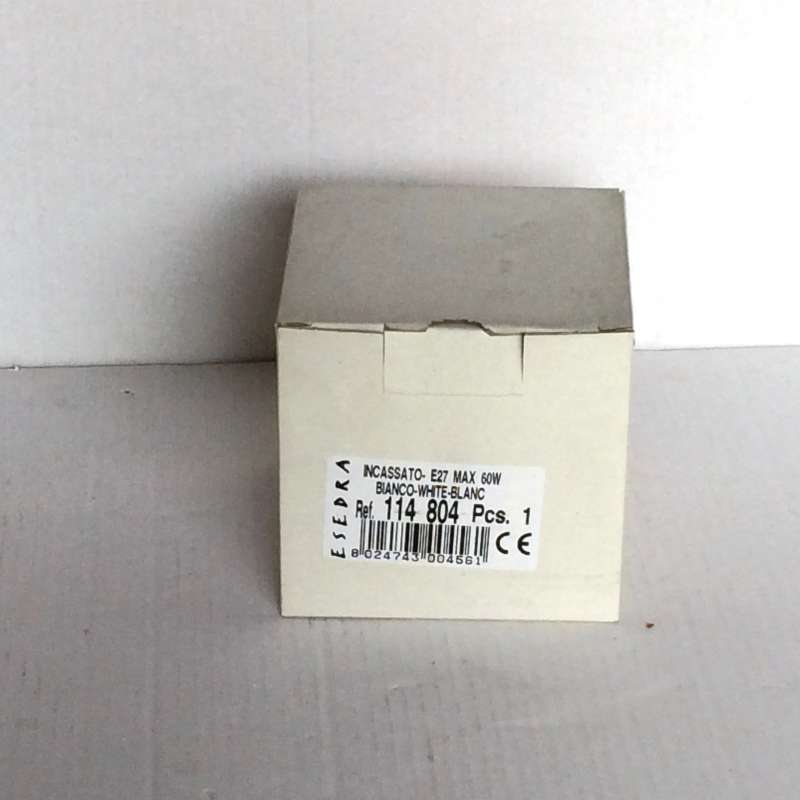 ESEDRA
INCASSATO- E27 MAX 60W
BIANCO-WHITE-BLANC
Ref. 114 804 Pcs. 1
CE
8 024743 004561